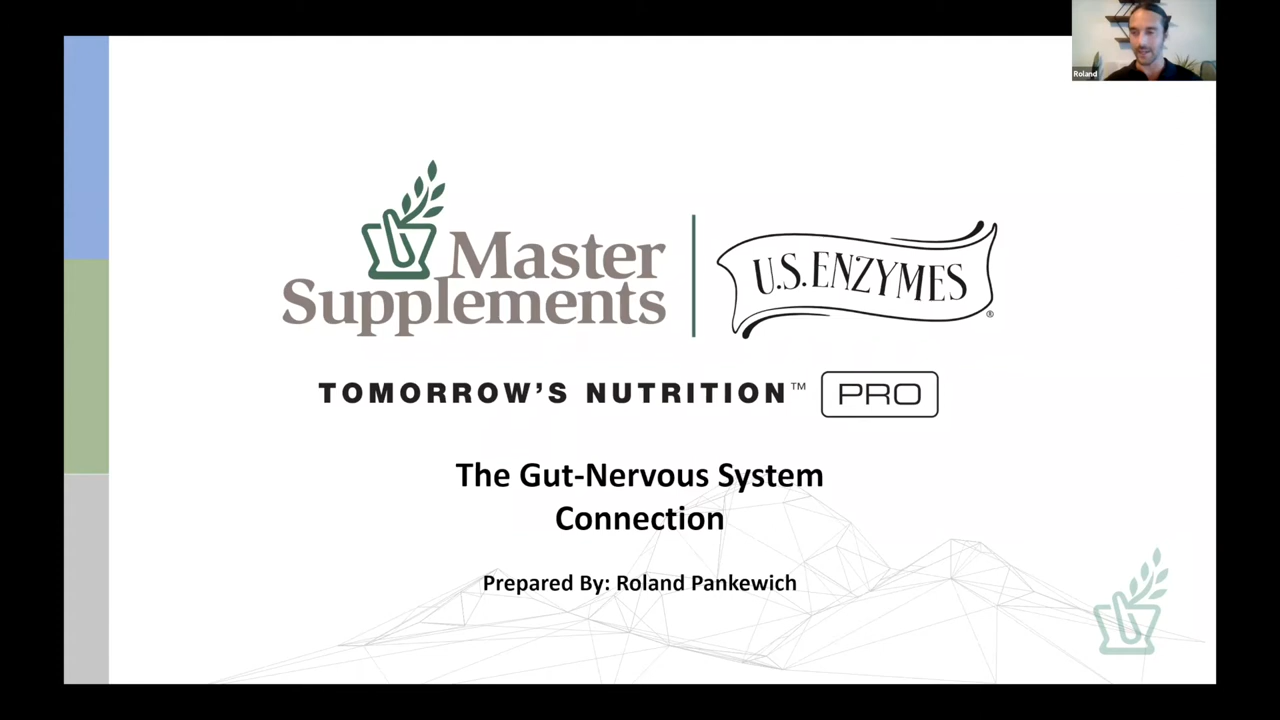 Roland
Master
Supplements
U.S. ENZYMES
®
TOMORROW'S NUTRITION™ PRO
The Gut-Nervous System
Connection
Prepared By: Roland Pankewich